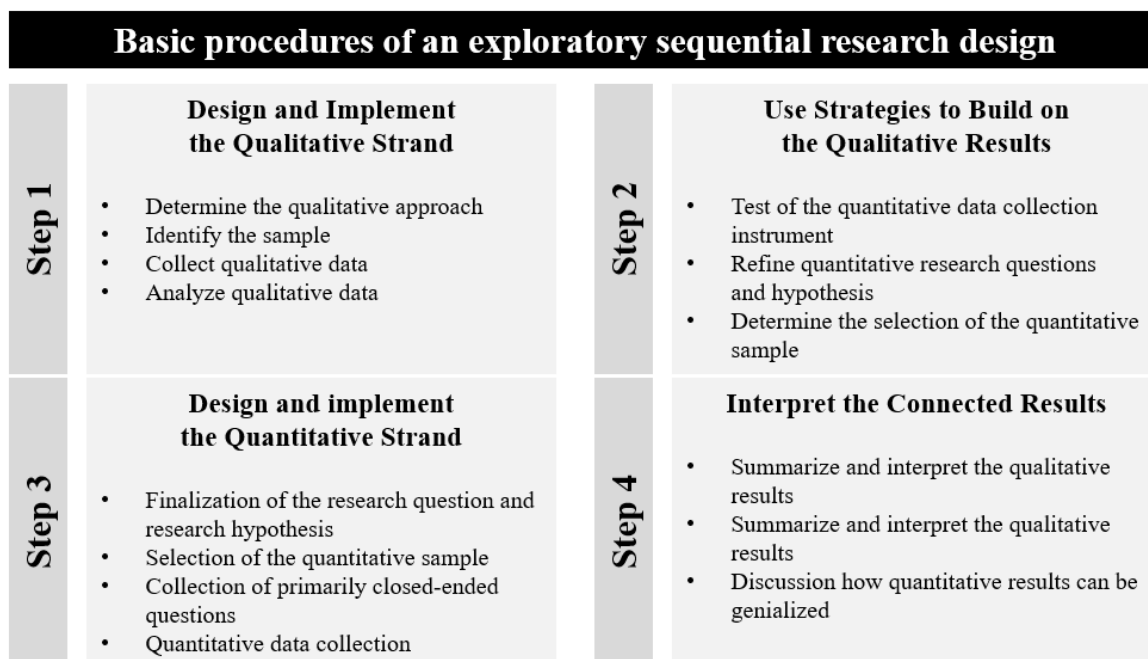 Basic procedures of an exploratory sequential research design
Step 1
Design and Implement
the Qualitative Strand
• Determine the qualitative approach
• Identify the sample
• Collect qualitative data
• Analyze qualitative data
Step 2
Use Strategies to Build on
the Qualitative Results
• Test of the quantitative data collection
instrument
• Refine quantitative research questions
and hypothesis
• Determine the selection of the quantitative
sample
Step 3
Design and implement
the Quantitative Strand
• Finalization of the research question and
research hypothesis
• Selection of the quantitative sample
• Collection of primarily closed-ended
questions
• Quantitative data collection
Step 4
Interpret the Connected Results
• Summarize and interpret the qualitative
results
• Summarize and interpret the qualitative
results
• Discussion how quantitative results can be
genialized